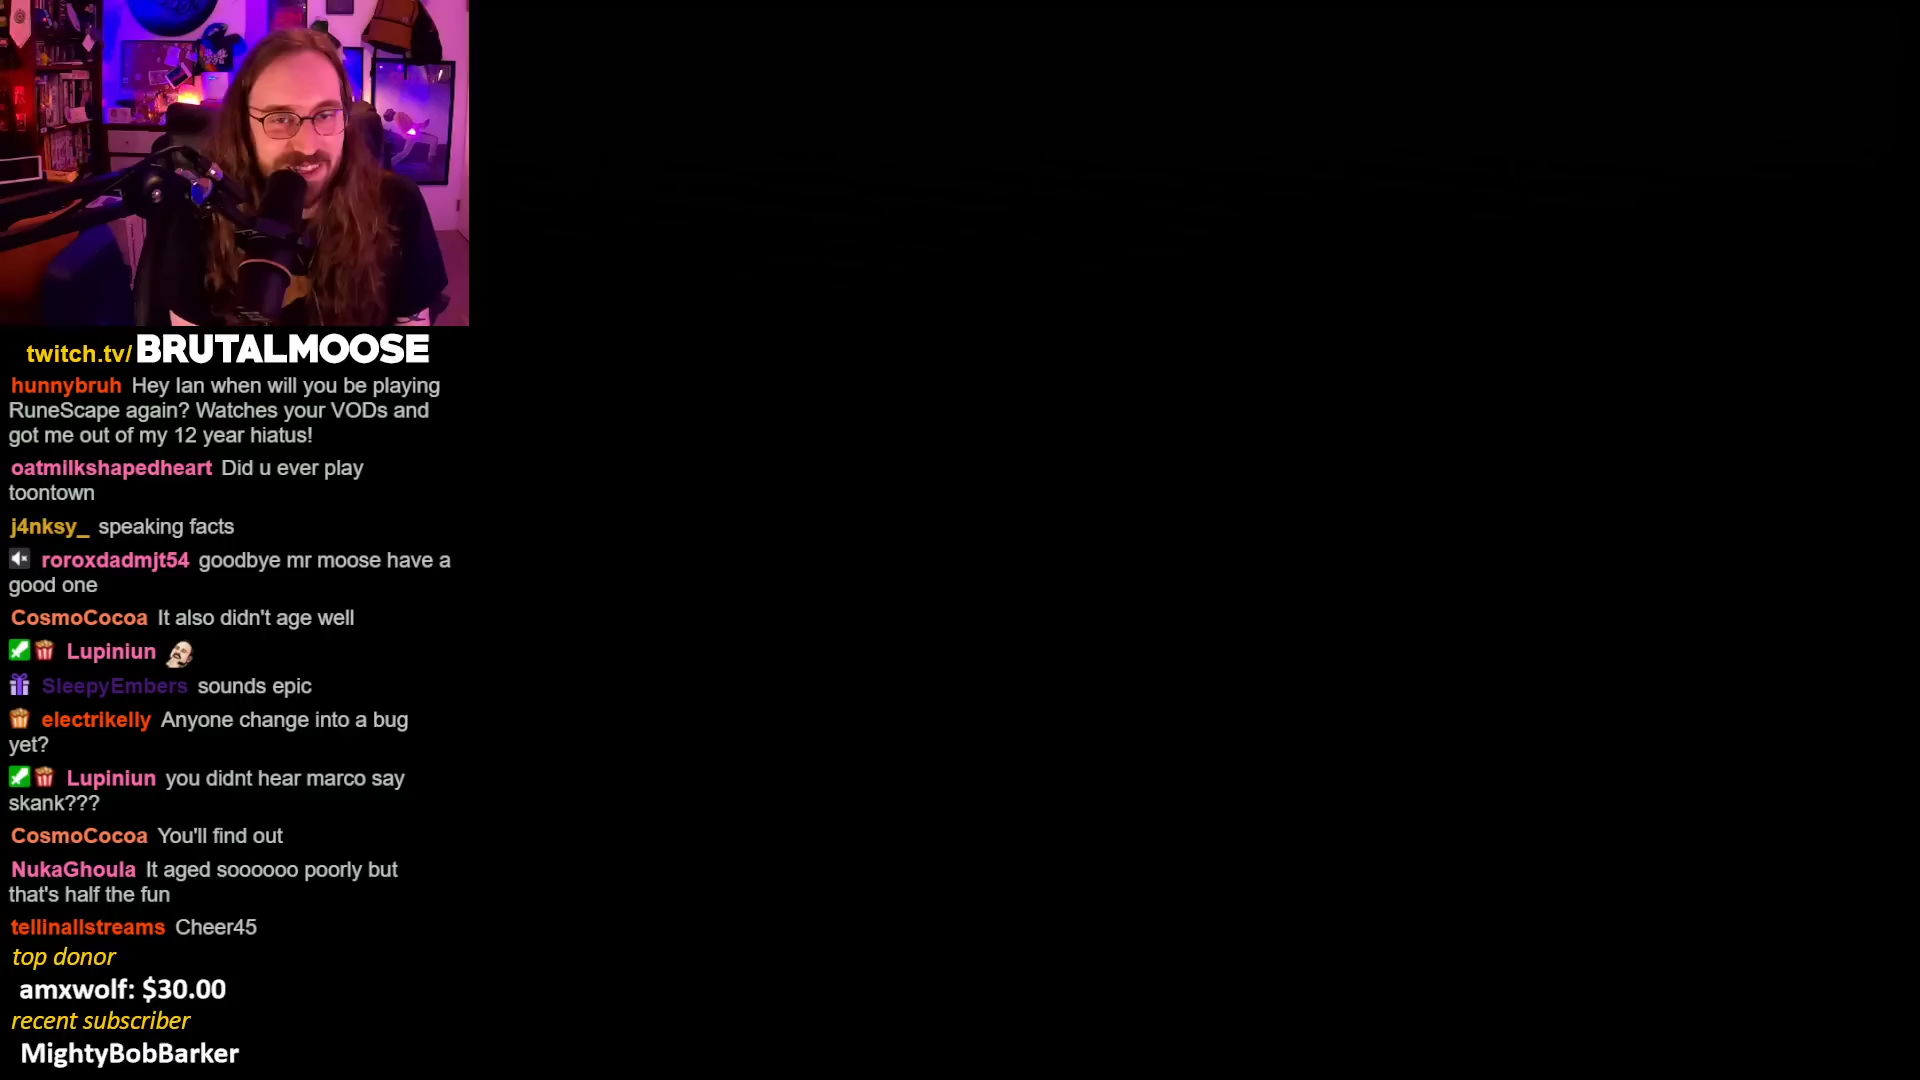 twitch.tv/BRUTALMOOSE
hunnybruh Hey Ian when will you be playing
RuneScape again? Watches your VODs and
got me out of my 12 year hiatus!
oatmilkshapedheart Did u ever play
toontown
j4nksy_ speaking facts
roroxdadmjt54 goodbye mr moose have a
good one
CosmoCocoa It also didn't age well
Lupiniun
SleepyEmbers sounds epic
electrikelly Anyone change into a bug
yet?
Lupiniun you didnt hear marco say
skank???
CosmoCocoa You'll find out
NukaGhoula It aged soooooo poorly but
that's half the fun
tellinallstreams Cheer45
top donor
amxwolf: $30.00
recent subscriber
MightyBobBarker